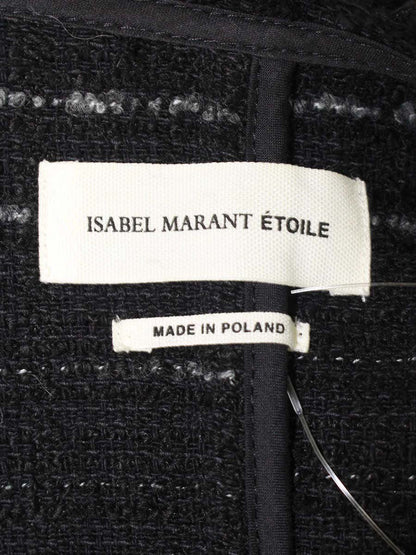 ISABEL MARANT ÉTOILE
MADE IN POLAND